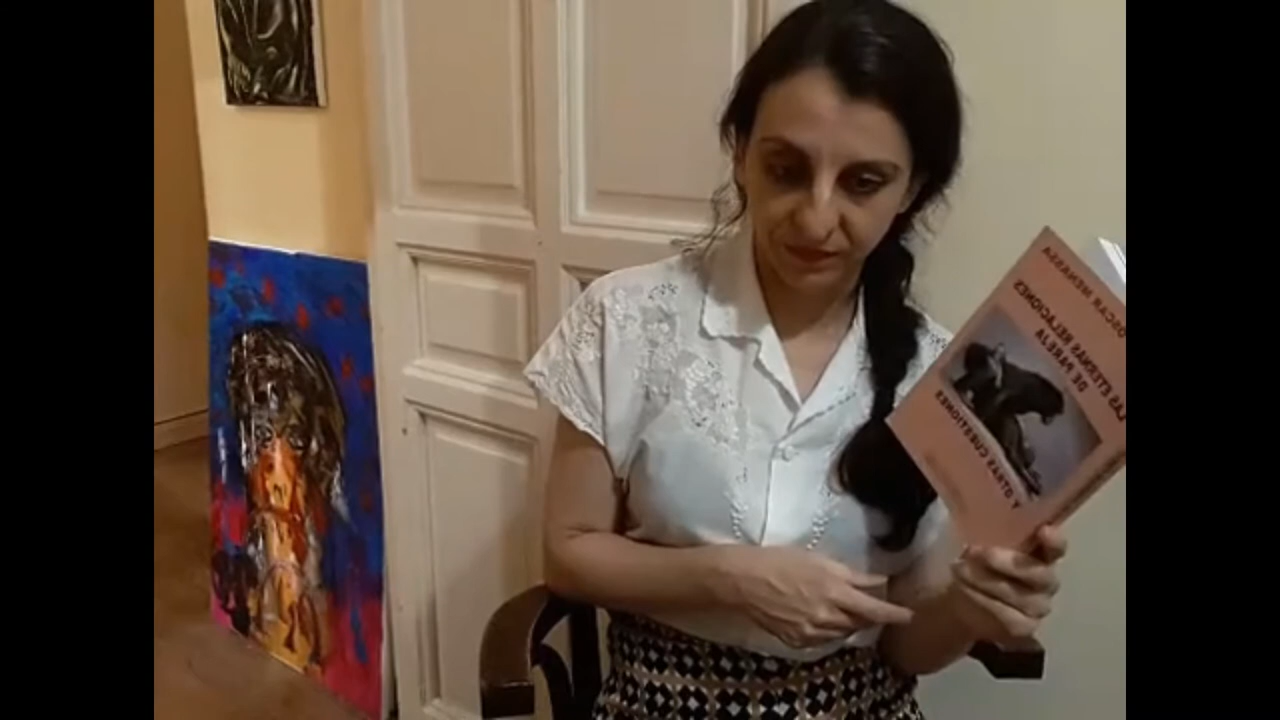 OSCAR MENASSA
LAS ETERNAS RELACIONES
DE PAREJA
Y OTRAS CUESTIONES